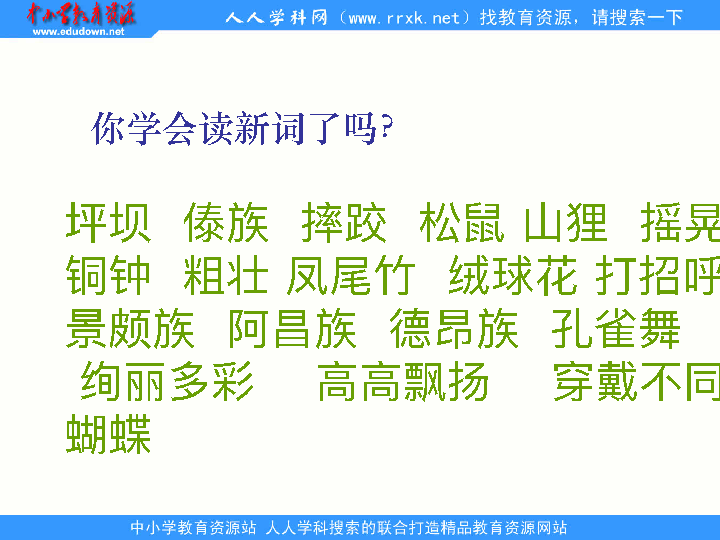 中小学教育资源
www.edudown.net
人人学科网（www.rrxk.net）找教育资源，请搜索一下
你学会读新词了吗?
坪坝 傣族 摔跤 松鼠 山狸 摇晃
铜钟 粗壮 凤尾竹 绒球花 打招呼
景颇族 阿昌族 德昂族 孔雀舞
绚丽多彩 高高飘扬 穿戴不同
蝴蝶
中小学教育资源站 人人学科搜索的联合打造精品教育资源网站